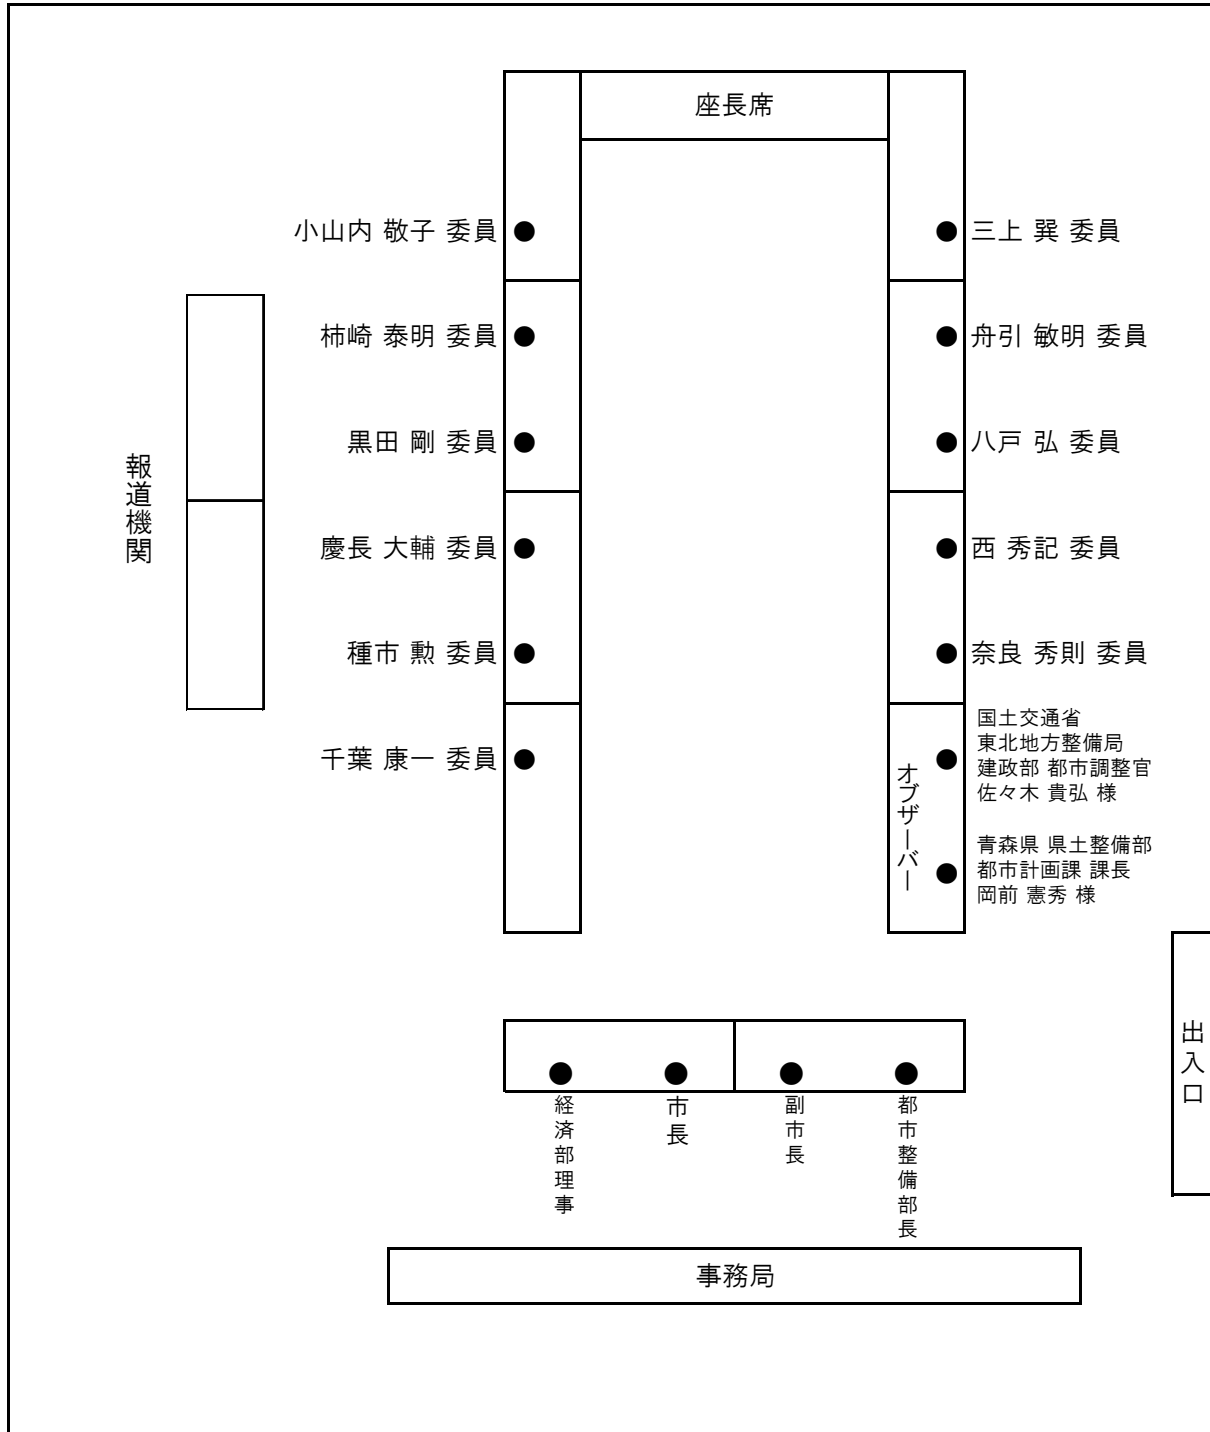 座長席
小山内 敬子 委員
三上 巽 委員
柿崎 泰明 委員
舟引 敏明 委員
黒田 剛 委員
八戸 弘 委員
報道機関
慶長 大輔 委員
西 秀記 委員
種市 勲 委員
奈良 秀則 委員
千葉 康一 委員
オブザーバー
国土交通省
東北地方整備局
建政部 都市調整官
佐々木 貴弘 様
青森県 県土整備部
都市計画課 課長
岡前 憲秀 様
出入口
経済部理事
市長
副市長
都市整備部長
事務局